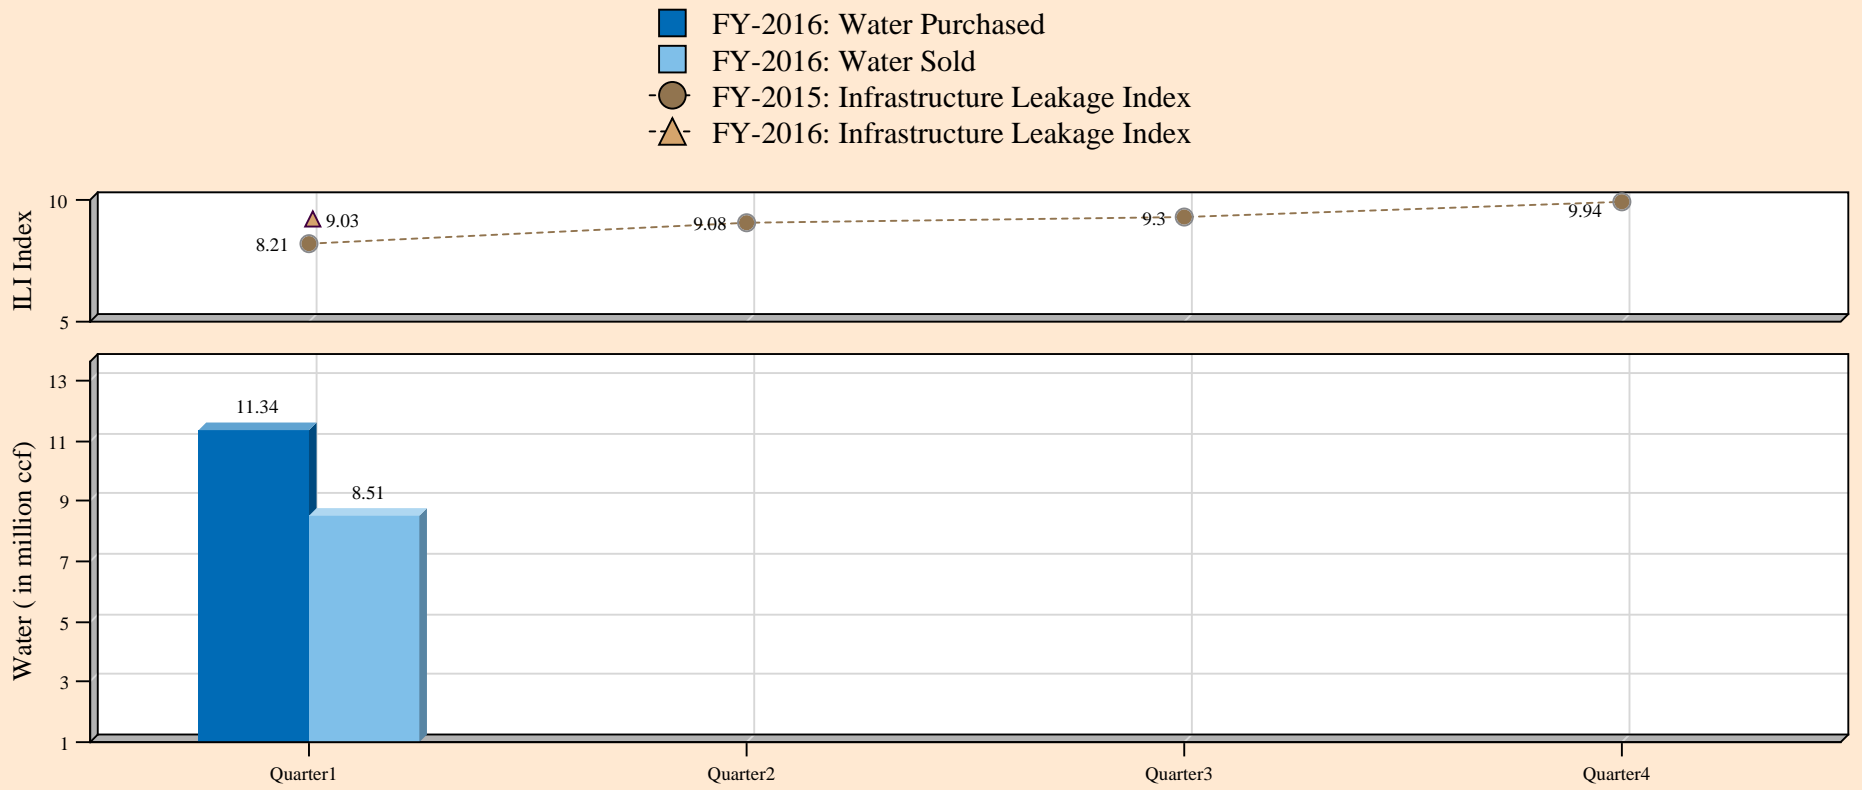 FY-2016: Water Purchased
FY-2016: Water Sold
FY-2015: Infrastructure Leakage Index
FY-2016: Infrastructure Leakage Index
ILI Index
10
5
9.03
8.21
9.08
9.3
9.94
Water ( in million ccf)
13
11
9
7
5
3
1
11.34
8.51
Quarter1
Quarter2
Quarter3
Quarter4